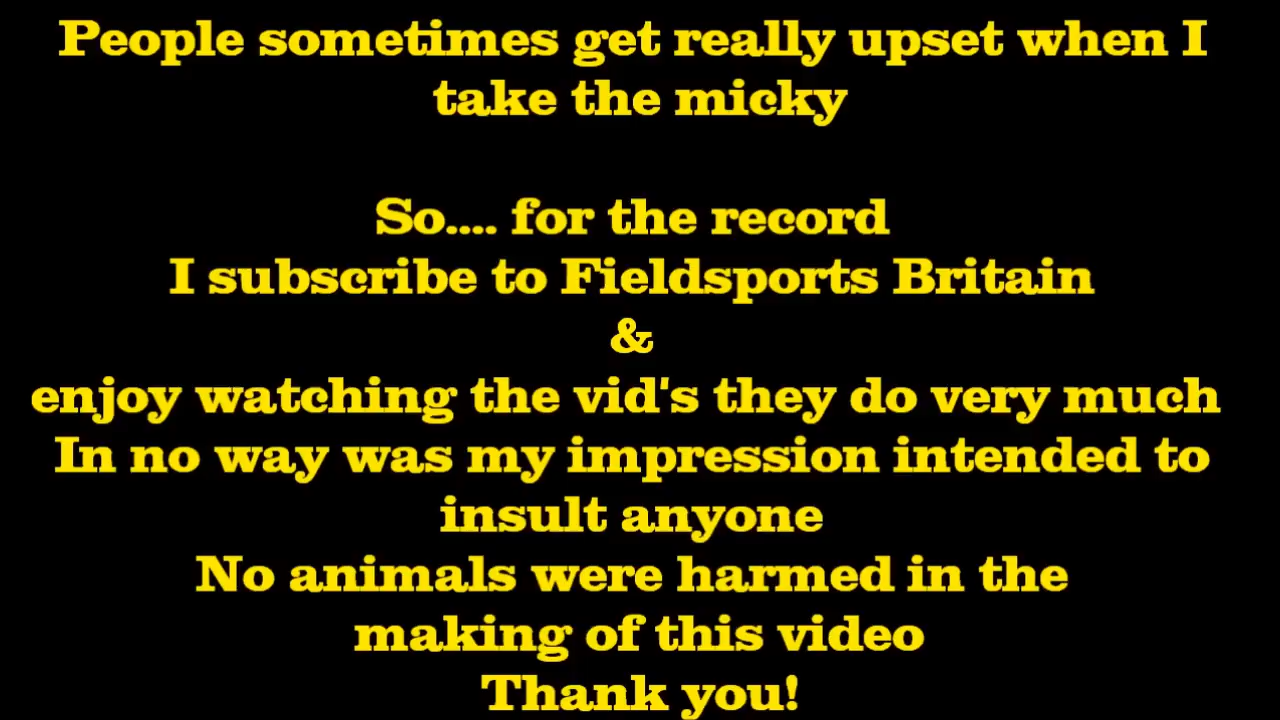 People sometimes get really upset when I
take the micky
So.... for the record
I subscribe to Fieldsports Britain
&
enjoy watching the vid's they do very much
In no way was my impression intended to
insult anyone
No animals were harmed in the
making of this video
Thank you!